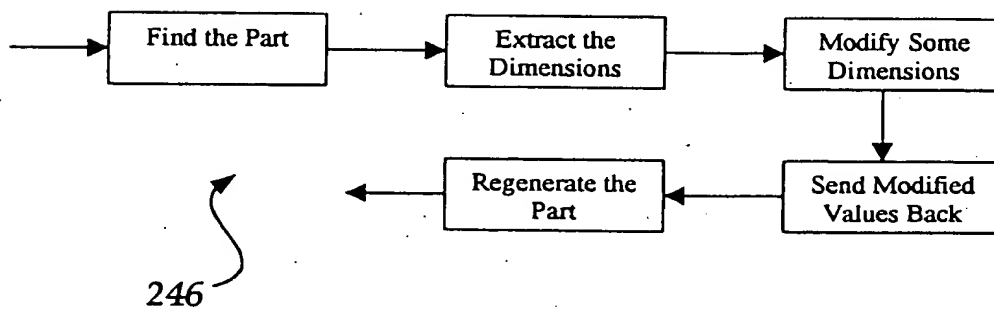 Find the Part
Extract the
Dimensions
Modify Some
Dimensions
Send Modified
Values Back
Regenerate the
Part
246